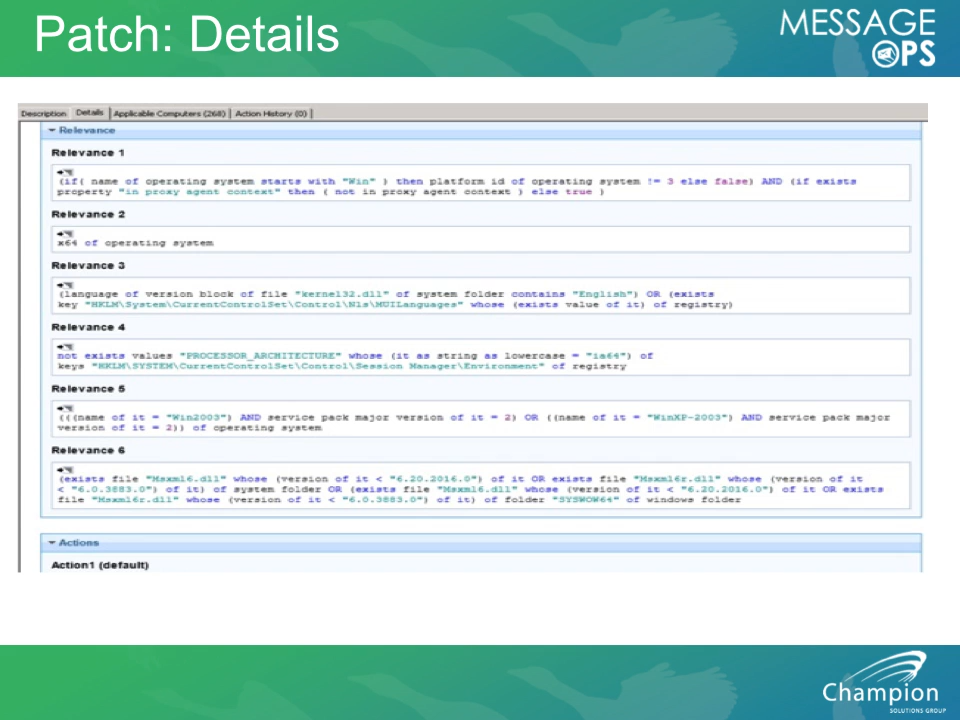 Patch: Details
MESSAGE
OPS
Description Details Applicable Computers (268) Action History (0)
Relevance
Relevance 1
(if( name of operating system starts with "Win" ) then platform id of operating system != 3 else false) AND (if exists
property "in proxy agent context" then ( not in proxy agent context ) else true )
Relevance 2
x64 of operating system
Relevance 3
(language of version block of file "kernel32.dll" of system folder contains "English") OR (exists
key "HKLM\System\CurrentControlSet\Control\Nls\MUILanguages" whose (exists value of it) of registry)
Relevance 4
not exists values "PROCESSOR_ARCHITECTURE" whose (it as string as lowercase = "ia64") of
keys "HKLM\SYSTEM\CurrentControlSet\Control\Session Manager\Environment" of registry
Relevance 5
(((name of it = "Win2003") AND service pack major version of it = 2) OR ((name of it = "WinXP-2003") AND service pack major
version of it = 2)) of operating system
Relevance 6
(exists file "Msxml6.dll" whose (version of it < "6.20.2016.0") of it OR exists file "Msxml6r.dll" whose (version of it
< "6.0.3883.0") of it) of system folder OR (exists file "Msxml6.dll" whose (version of it < "6.20.2016.0") of it OR exists
file "Msxml6r.dll" whose (version of it < "6.0.3883.0") of it) of folder "SYSWOW64" of windows folder
Actions
Action1 (default)
Champion
SOLUTIONS GROUP